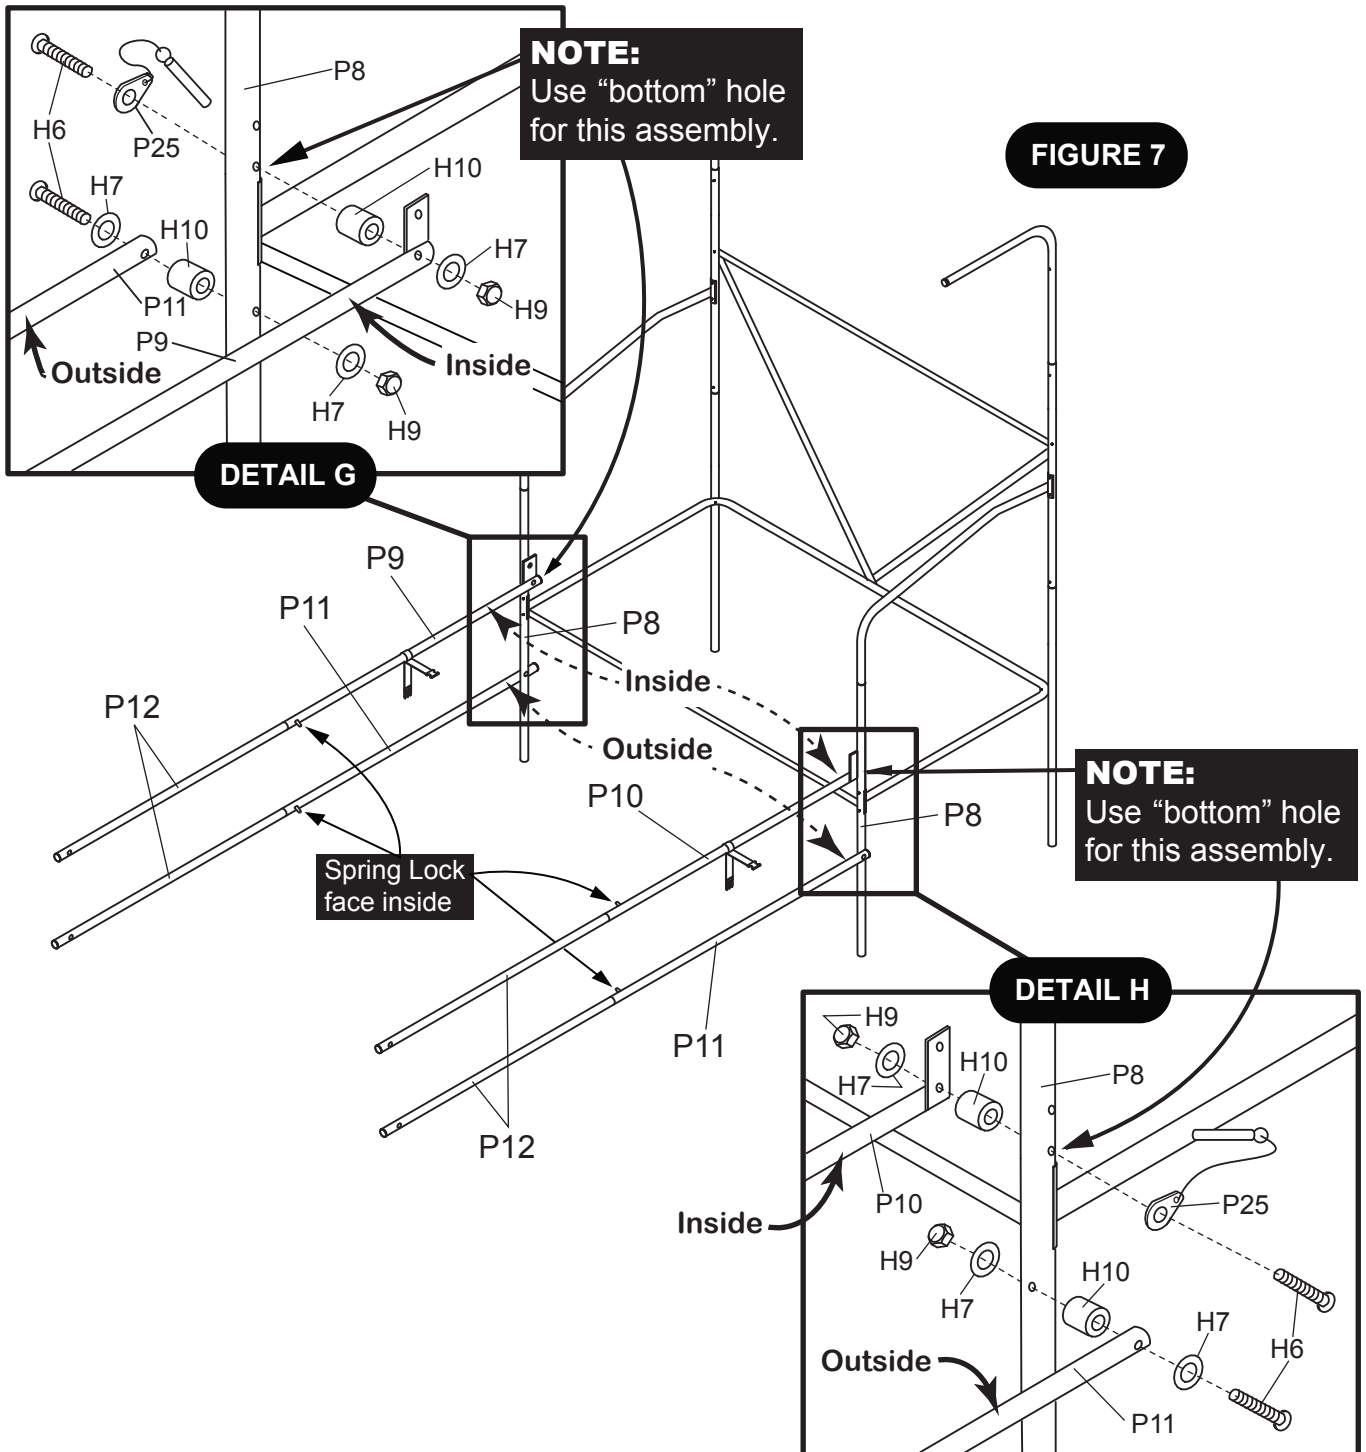 P8
H6
P25
H7
H10
H10
H7
P11
H9
P9
Outside
Inside
H7
H9
DETAIL G
NOTE:
Use “bottom” hole
for this assembly.
FIGURE 7
P9
P11
P8
P12
Inside
Outside
P10
P8
NOTE:
Use “bottom” hole
for this assembly.
Spring Lock
face inside
P11
P12
DETAIL H
H9
H10
H7
P8
P10
P25
Inside
H9
H7
H10
H7
H6
Outside
P11